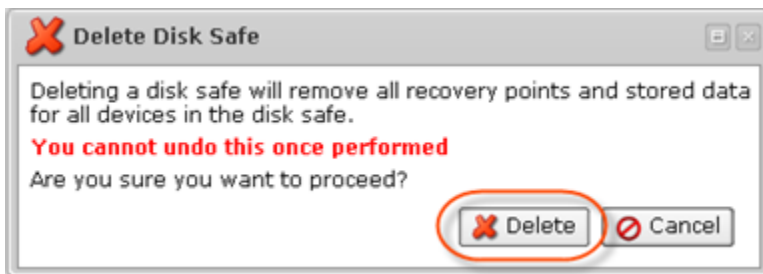 Delete Disk Safe
Deleting a disk safe will remove all recovery points and stored data
for all devices in the disk safe.
You cannot undo this once performed
Are you sure you want to proceed?
Delete Cancel